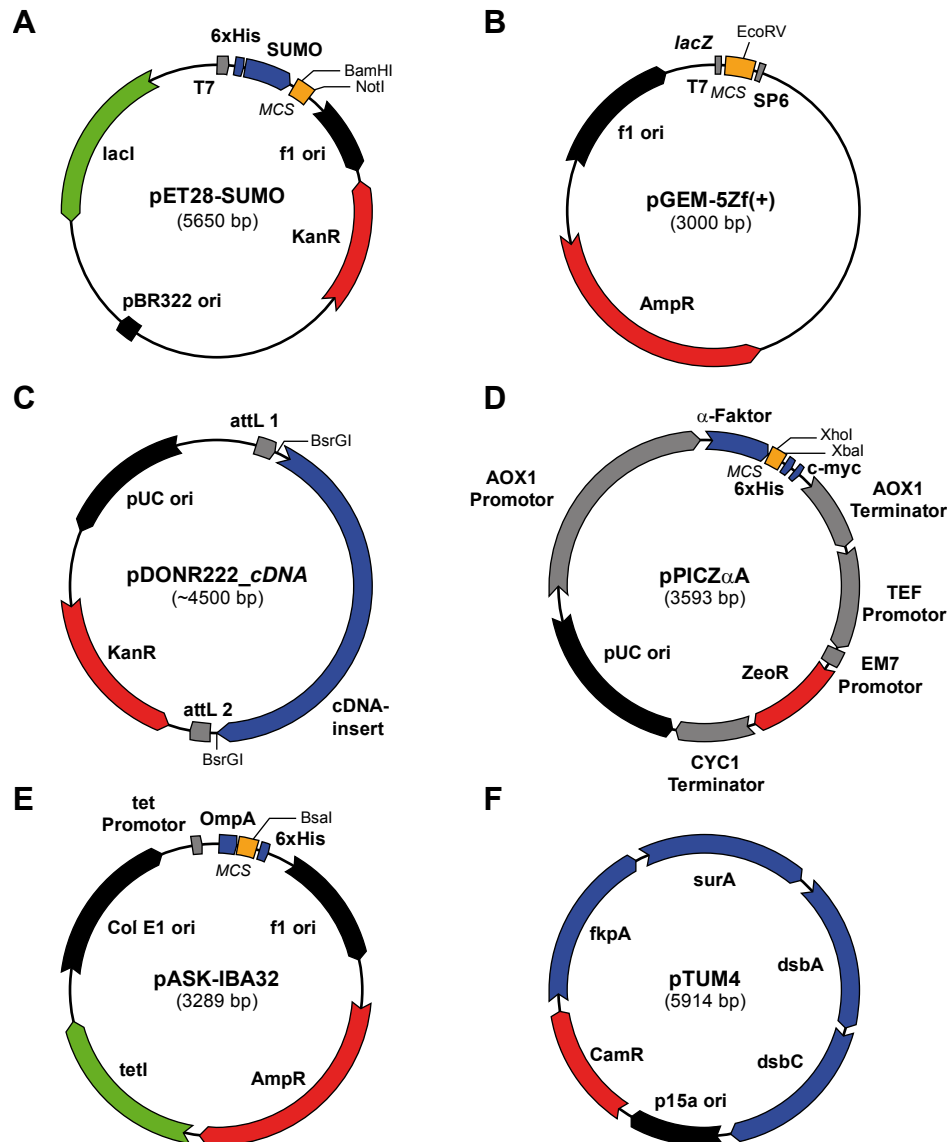 A
6xHis
SUMO
BamHI
NotI
T7
MCS
lacI
f1 ori
pET28-SUMO
(5650 bp)
KanR
pBR322 ori
B
EcoRV
lacZ
T7
MCS
SP6
f1 ori
pGEM-5Zf(+)
(3000 bp)
AmpR
C
attL 1
BsrGI
pUC ori
pDONR222_cDNA
(~4500 bp)
KanR
attL 2
cDNA-
insert
BsrGI
D
α-Faktor
XhoI
XbaI
MCS
c-myc
6xHis
AOX1
Promotor
AOX1
Terminator
pPICZαA
(3593 bp)
TEF
Promotor
pUC ori
ZeoR
EM7
Promotor
CYC1
Terminator
E
tet
Promotor
OmpA
BsaI
6xHis
MCS
Col E1 ori
f1 ori
pASK-IBA32
(3289 bp)
tetI
AmpR
F
surA
fkpA
dsbA
pTUM4
(5914 bp)
CamR
dsbC
p15a ori